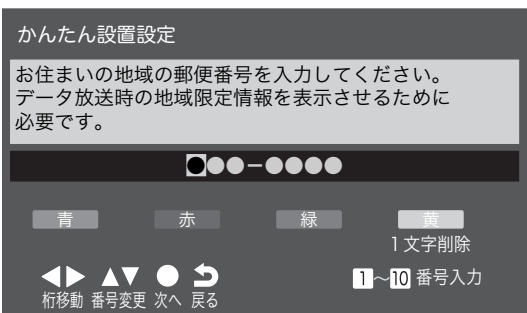 かんたん設置設定
お住まいの地域の郵便番号を入力してください。
データ放送時の地域限定情報を表示させるために
必要です。
●●●-●●●●
青 赤 緑 黄
1文字削除
◀▶ ▲▼ ● ⮌ 1~10 番号入力
桁移動 番号変更 次へ 戻る